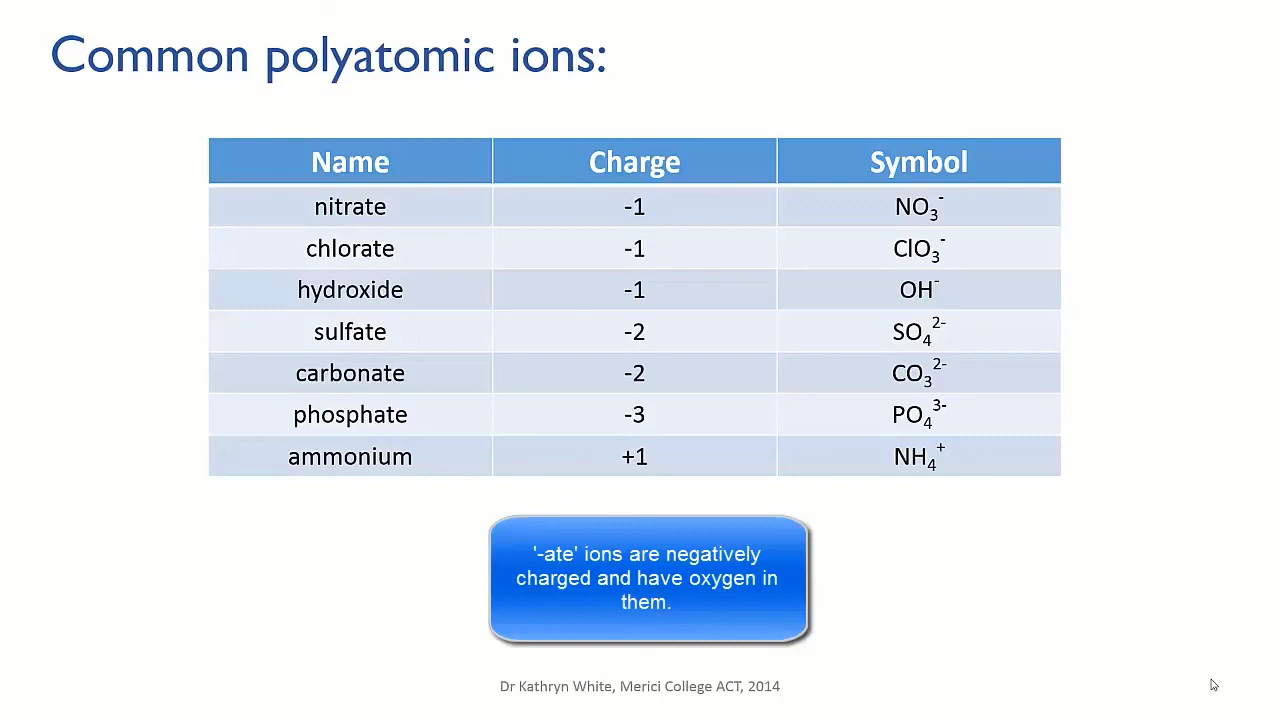 Common polyatomic ions:
Name Charge Symbol
nitrate -1 NO₃⁻
chlorate -1 ClO₃⁻
hydroxide -1 OH⁻
sulfate -2 SO₄²⁻
carbonate -2 CO₃²⁻
phosphate -3 PO₄³⁻
ammonium +1 NH₄⁺
'-ate' ions are negatively
charged and have oxygen in
them.
Dr Kathryn White, Merici College ACT, 2014